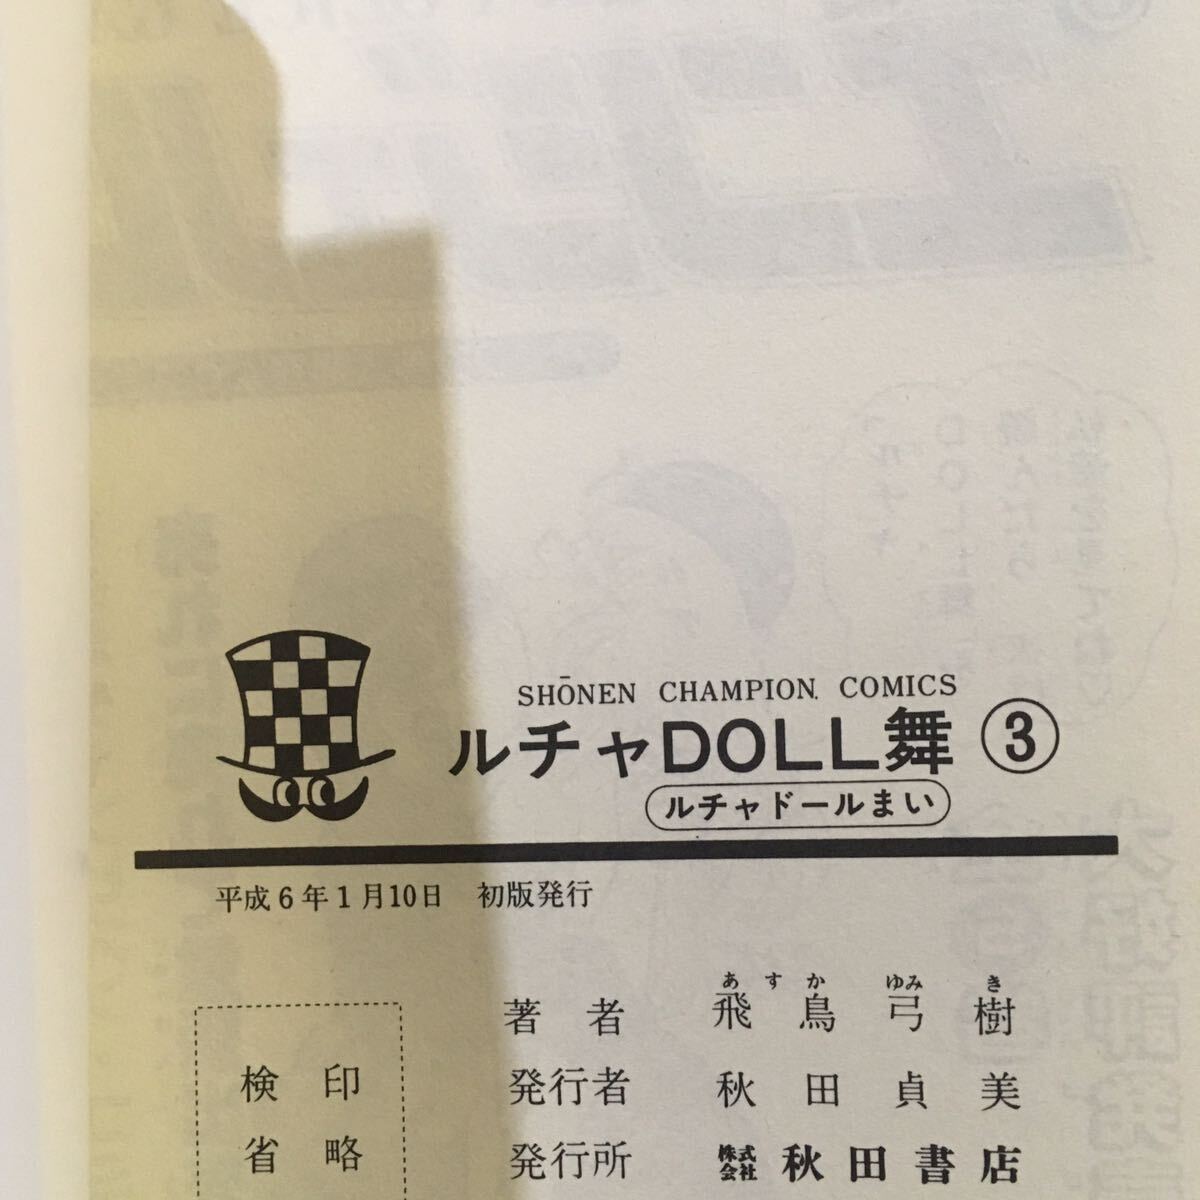 SHŌNEN CHAMPION COMICS
ルチャDOLL舞 ③
ルチャドールまい
平成6年1月10日 初版発行
あすか ゆみ き
著者 飛鳥弓樹
発行者 秋田貞美
発行所 株式会社 秋田書店
検印
省略